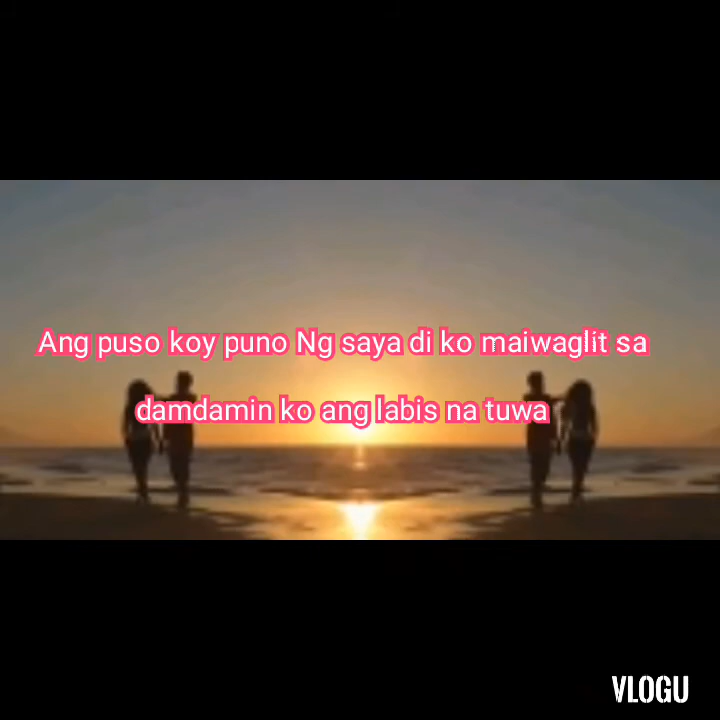 Ang puso koy puno Ng saya di ko maiwaglit sa
damdamin ko ang labis na tuwa
VLOGU